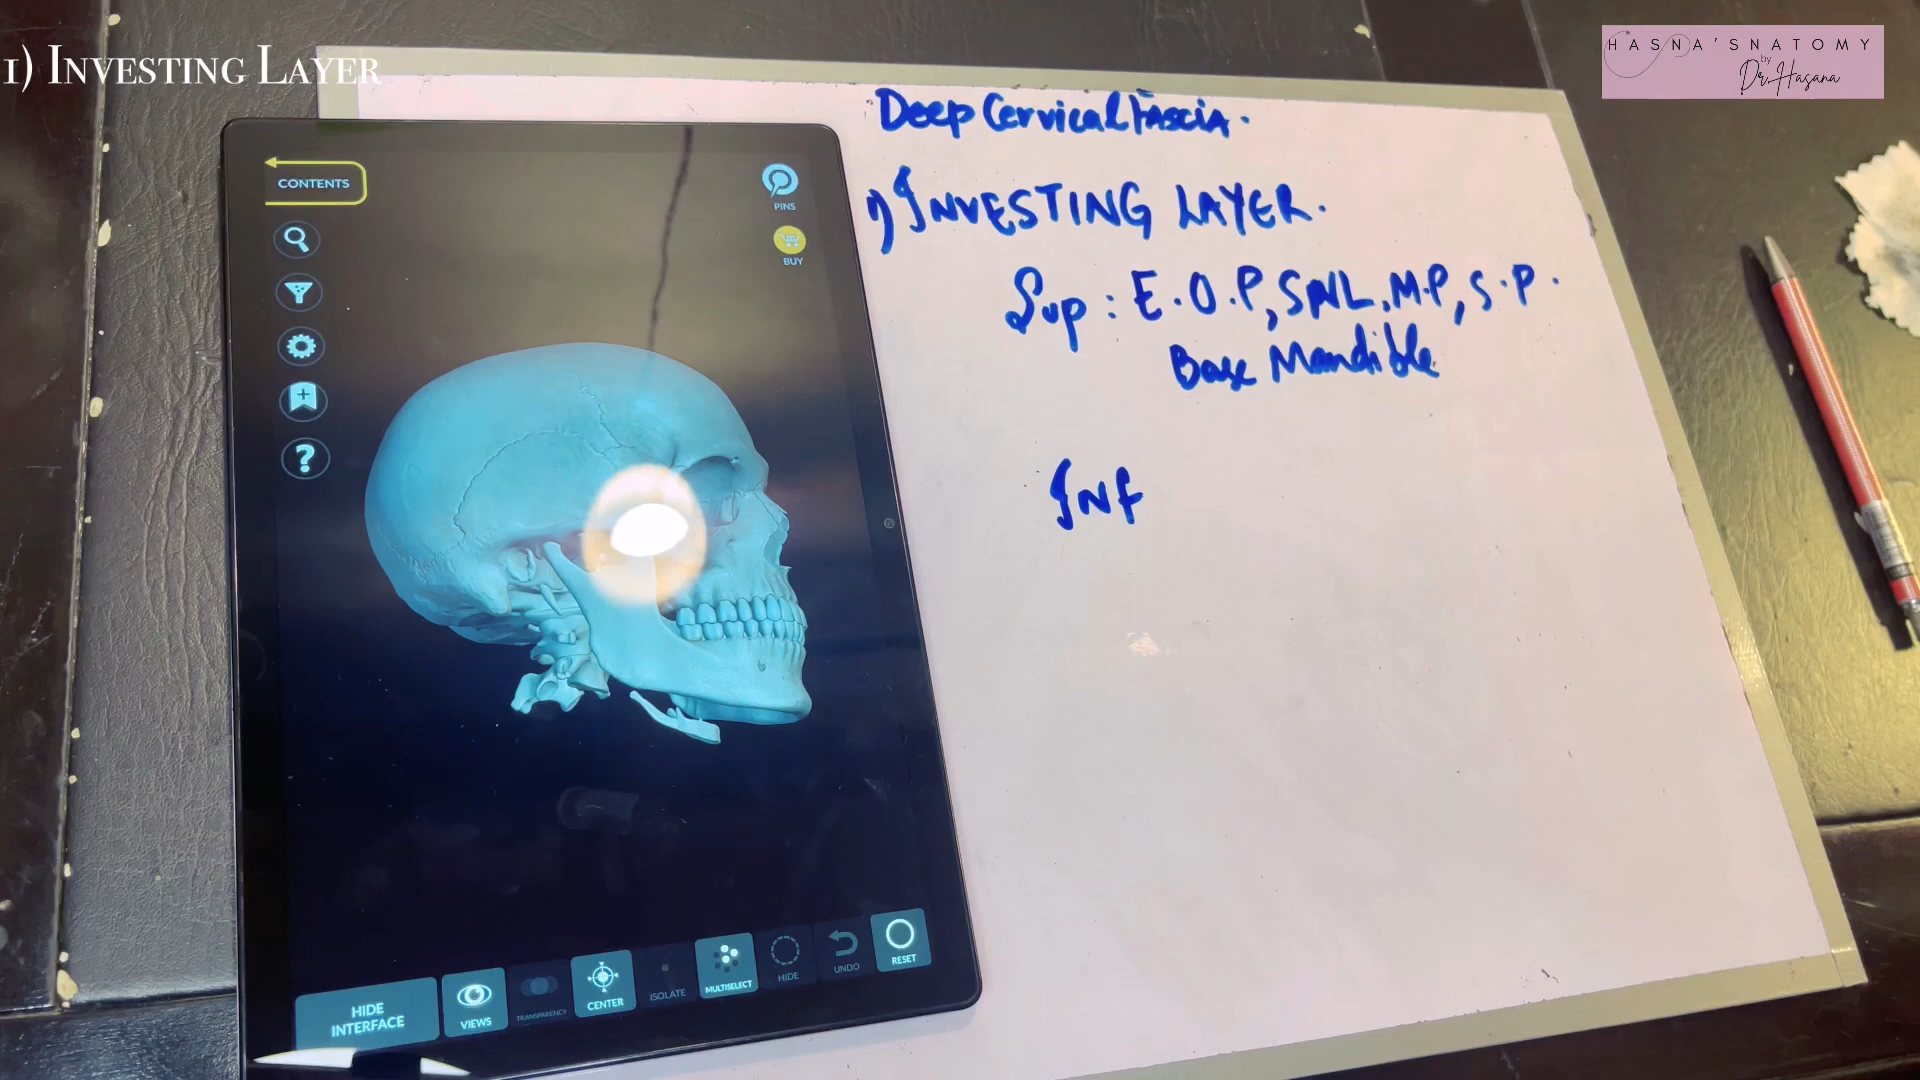 1) INVESTING LAYER
HASNA'SNATOMY
by
Dr.Hasana
Deep Cervical Fascia.
1) INVESTING LAYER.
Sup : E.O.P, SNL, M.P, S.P.
Base Mandible
INf
CONTENTS
PINS
BUY
?
HIDE
INTERFACE
VIEWS
TRANSPARENCY
CENTER
ISOLATE
MULTISELECT
HIDE
UNDO
RESET